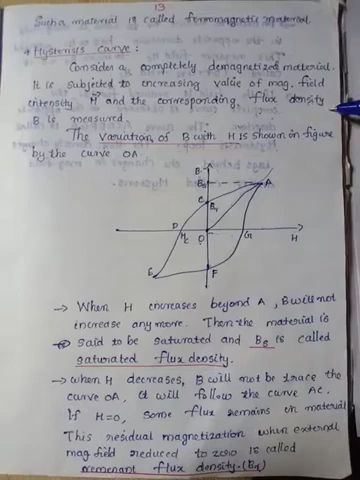 13
Such a material is called ferromagnetic material
* Hysterisis curve:
Consider a completely demagnetized material.
It is subjected to increasing value of mag. field
intensity H and the corresponding flux density
B is measured.
The variation of B with H is shown in figure
by the curve OA.
B
Bs
A
C
Br
D
Hc
O
G
H
E
F
→ When H increases beyond A, B will not
increase any more. Then the material is
said to be saturated and Bs is called
saturated flux density.
→ when H decreases, B will not be trace the
curve OA, it will follow the curve AC.
If H=0, some flux remains in material
This residual magnetization when external
mag field reduced to zero is called
remenant flux density. (Br)